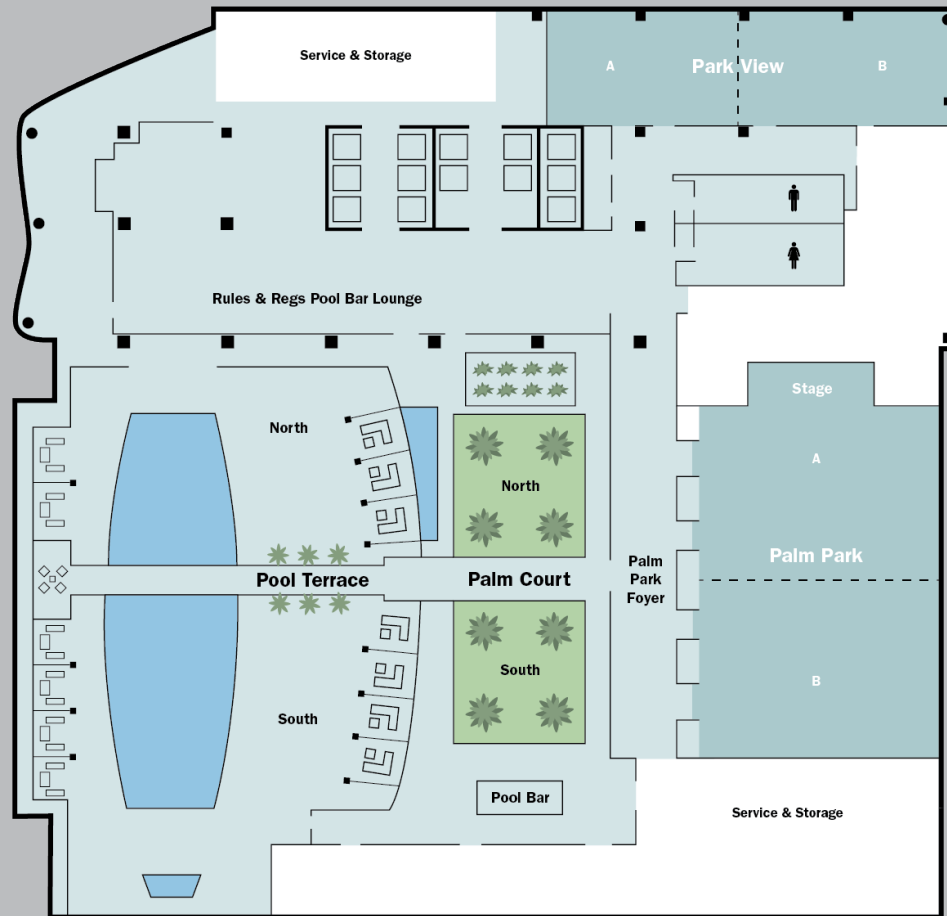 Service & Storage
A
Park View
B
Rules & Regs Pool Bar Lounge
Stage
North
A
North
Palm Park
Palm
Park
Foyer
Pool Terrace
Palm Court
South
B
South
Pool Bar
Service & Storage